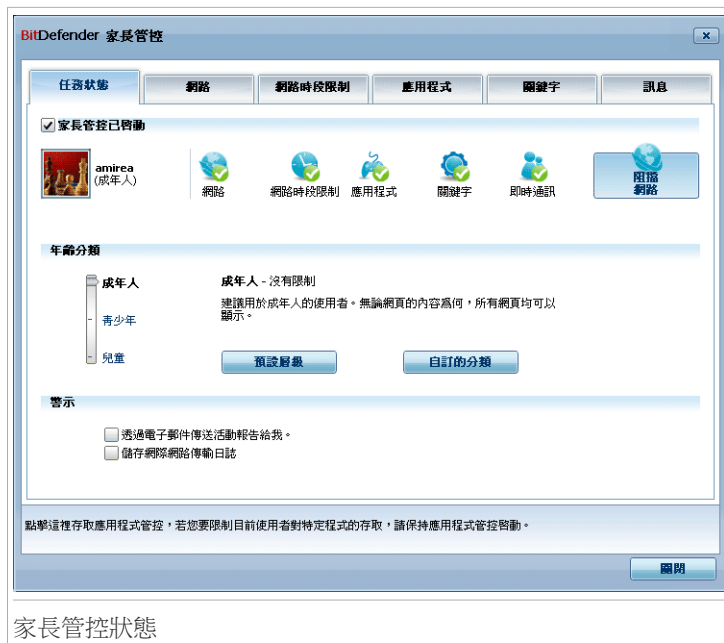 BitDefender 家長管控
任務狀態
網路
網路時段限制
應用程式
關鍵字
訊息
家長管控已啓動
amirea
(成年人)
網路
網路時段限制
應用程式
關鍵字
即時通訊
阻擋
網路
年齡分類
成年人
青少年
兒童
成年人 - 沒有限制
建議用於成年人的使用者。無論網頁的內容爲何，所有網頁均可以
顯示。
預設層級
自訂的分類
警示
透過電子郵件傳送活動報告給我。
儲存網際網路傳輸日誌
點擊這裡存取應用程式管控，若您要限制目前使用者對特定程式的存取，請保持應用程式管控啓動。
關閉
家長管控狀態